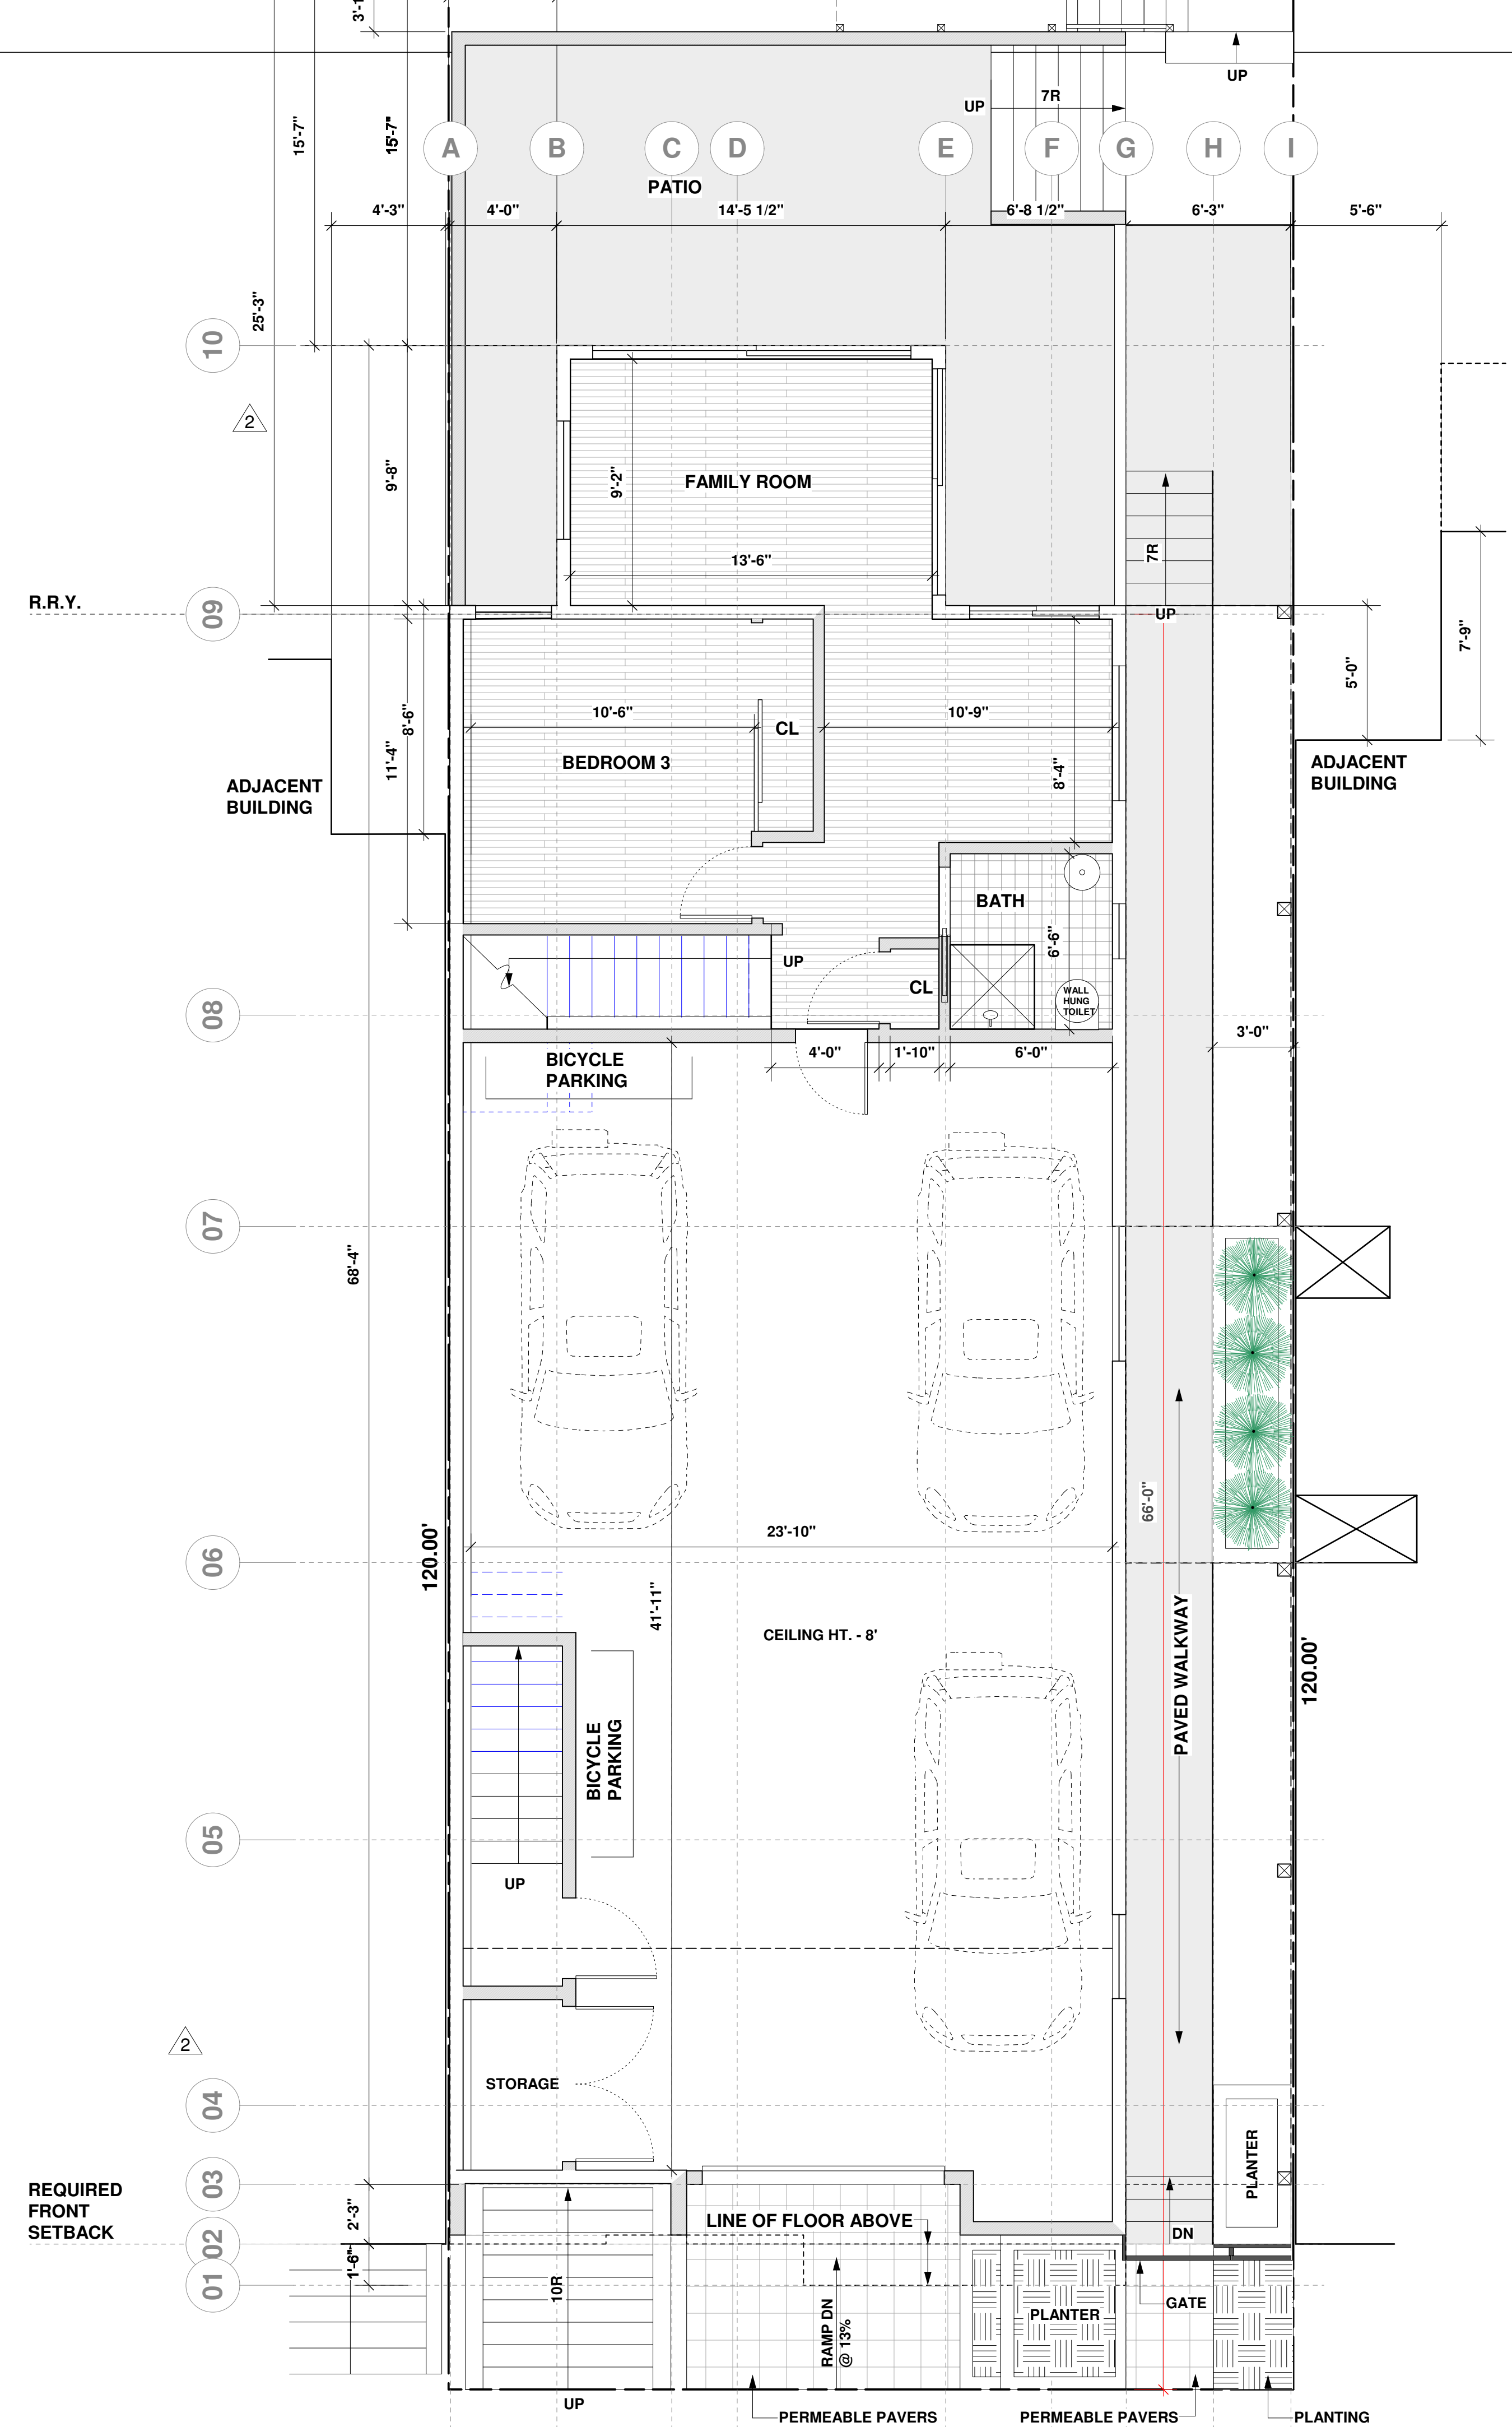 3'-1
UP
7R
UP
15'-7"
15'-7"
A
B
C
D
E
F
G
H
I
PATIO
4'-3"
4'-0"
14'-5 1/2"
6'-8 1/2"
6'-3"
5'-6"
25'-3"
10
2
9'-8"
9'-2"
FAMILY ROOM
13'-6"
7R
R.R.Y.
09
UP
7'-9"
5'-0"
8'-6"
11'-4"
10'-6"
CL
10'-9"
BEDROOM 3
8'-4"
ADJACENT
BUILDING
ADJACENT
BUILDING
BATH
6'-6"
UP
CL
WALL
HUNG
TOILET
08
3'-0"
4'-0"
1'-10"
6'-0"
BICYCLE
PARKING
07
68'-4"
66'-0"
23'-10"
120.00'
06
41'-11"
CEILING HT. - 8'
PAVED WALKWAY
120.00'
BICYCLE
PARKING
05
UP
2
STORAGE
04
PLANTER
03
REQUIRED
FRONT
SETBACK
2'-3"
LINE OF FLOOR ABOVE
DN
02
1'-6"
01
10R
GATE
PLANTER
RAMP DN
@ 13%
UP
PERMEABLE PAVERS
PERMEABLE PAVERS
PLANTING